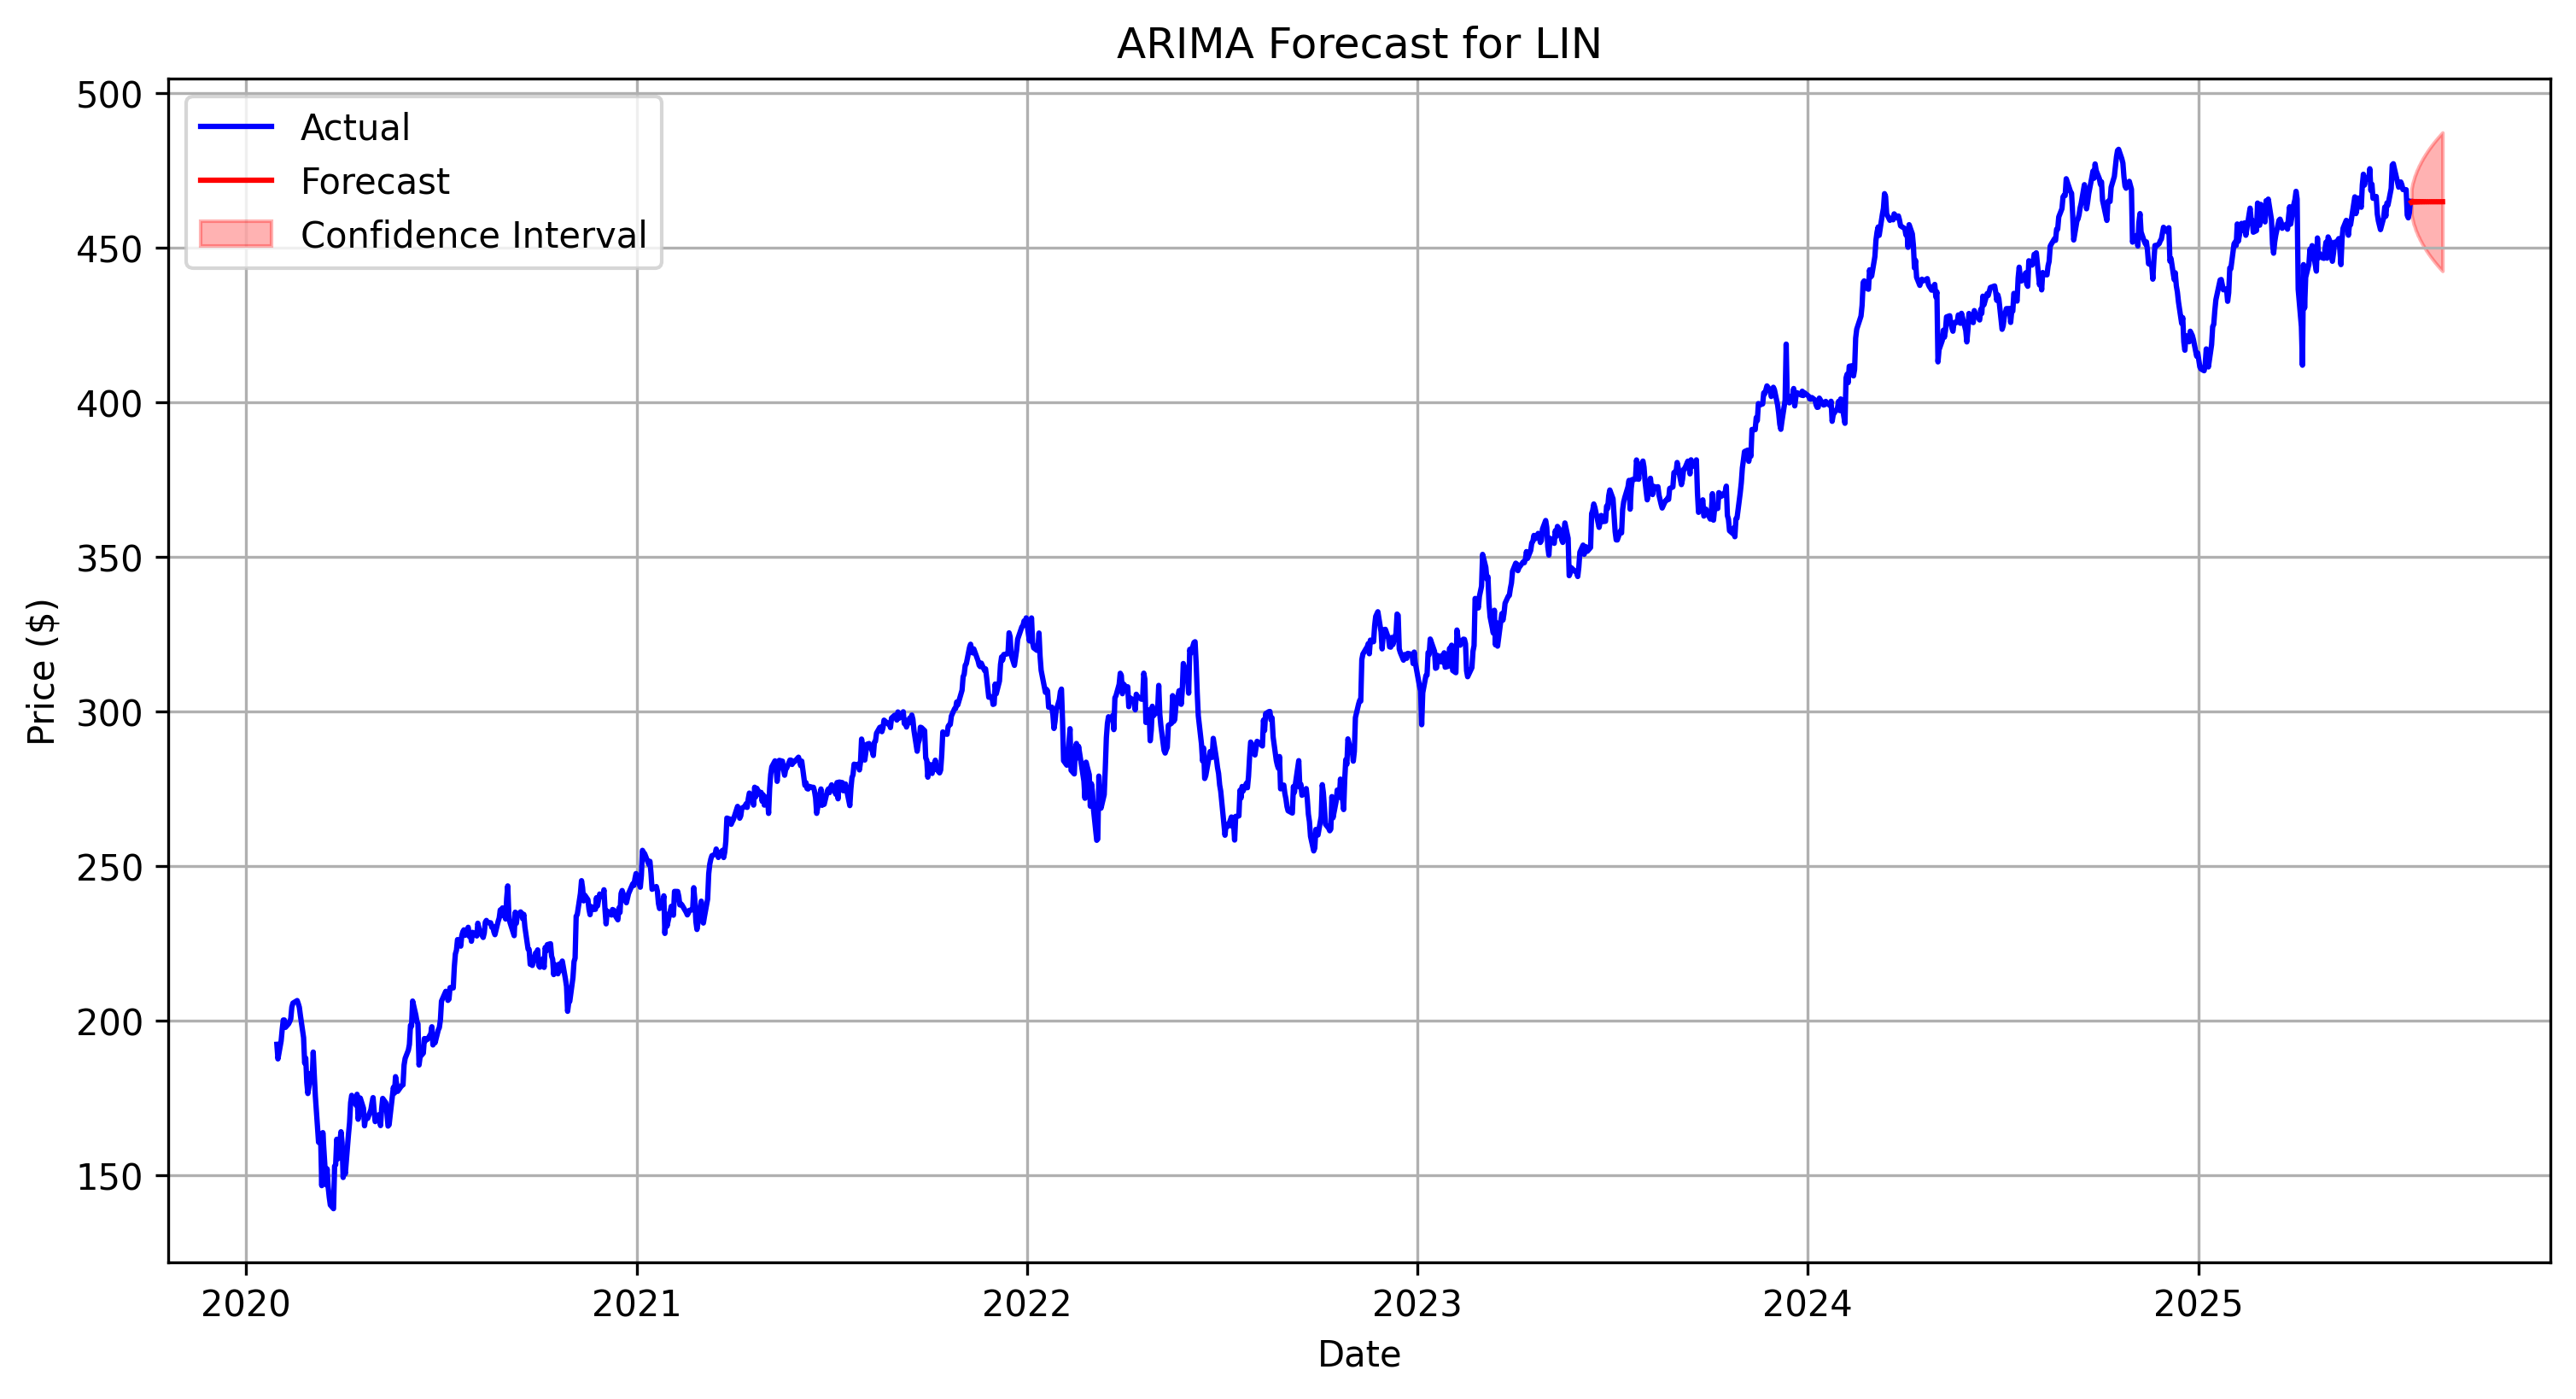 ARIMA Forecast for LIN
Actual
Forecast
Confidence Interval
Price ($)
500
450
400
350
300
250
200
150
2020 2021 2022 2023 2024 2025
Date